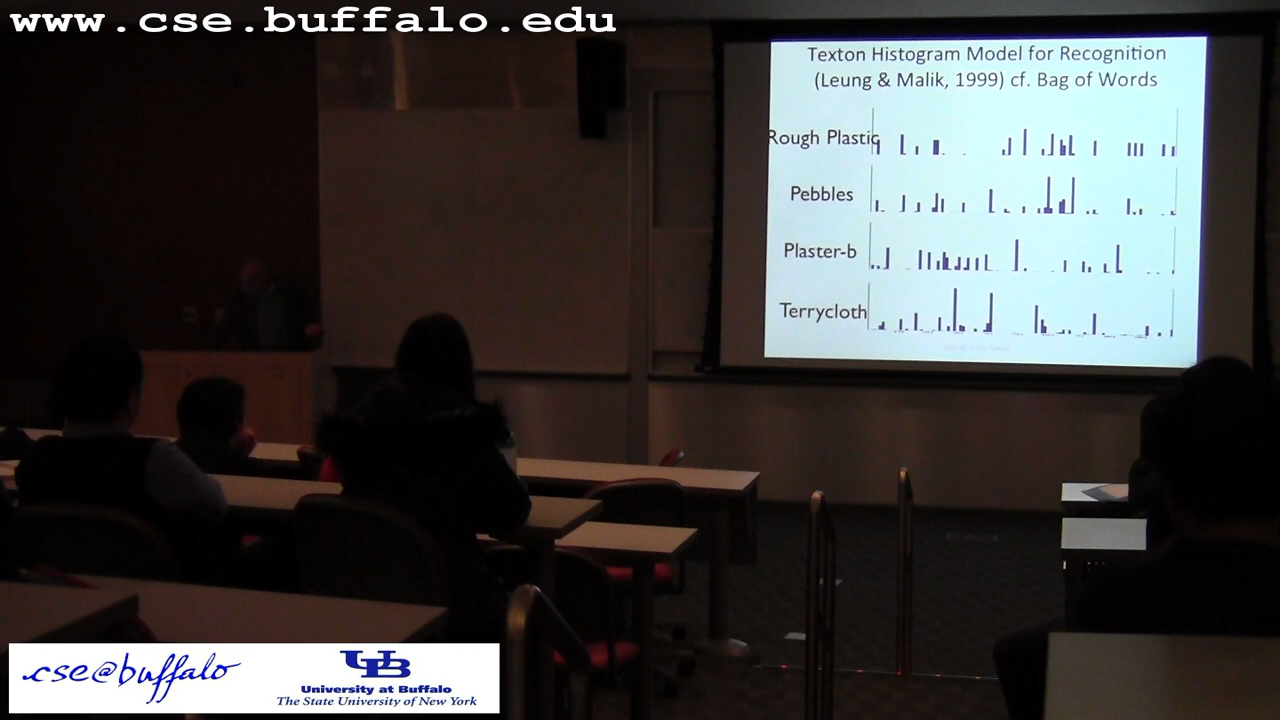 www.cse.buffalo.edu
Texton Histogram Model for Recognition
(Leung & Malik, 1999) cf. Bag of Words
Rough Plastic
Pebbles
Plaster-b
Terrycloth
cse@buffalo
UB
University at Buffalo
The State University of New York